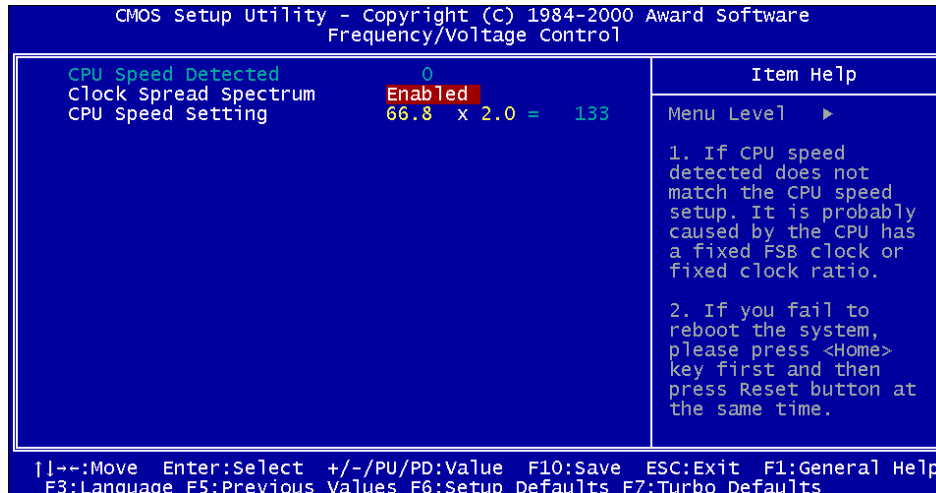 CMOS Setup Utility - Copyright (C) 1984-2000 Award Software
Frequency/Voltage Control
CPU Speed Detected 0
Clock Spread Spectrum Enabled
CPU Speed Setting 66.8 x 2.0 = 133
Item Help
Menu Level ►
1. If CPU speed
detected does not
match the CPU speed
setup. It is probably
caused by the CPU has
a fixed FSB clock or
fixed clock ratio.
2. If you fail to
reboot the system,
please press <Home>
key first and then
press Reset button at
the same time.
↑↓→←:Move Enter:Select +/-/PU/PD:Value F10:Save ESC:Exit F1:General Help
F3:Language F5:Previous Values F6:Setup Defaults F7:Turbo Defaults